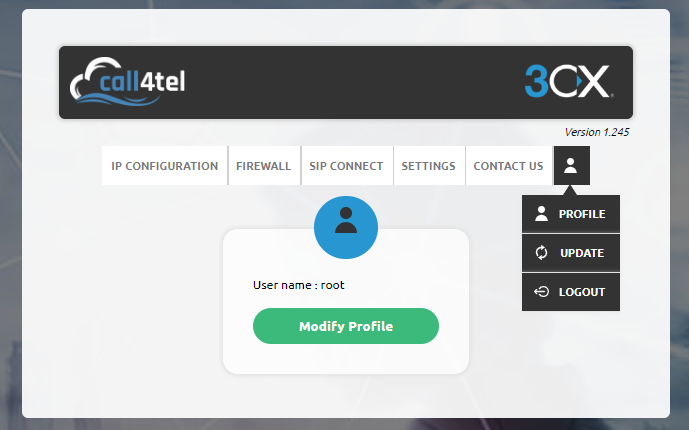 call4tel
3CX
Version 1.245
IP CONFIGURATION FIREWALL SIP CONNECT SETTINGS CONTACT US
PROFILE
UPDATE
LOGOUT
User name : root
Modify Profile